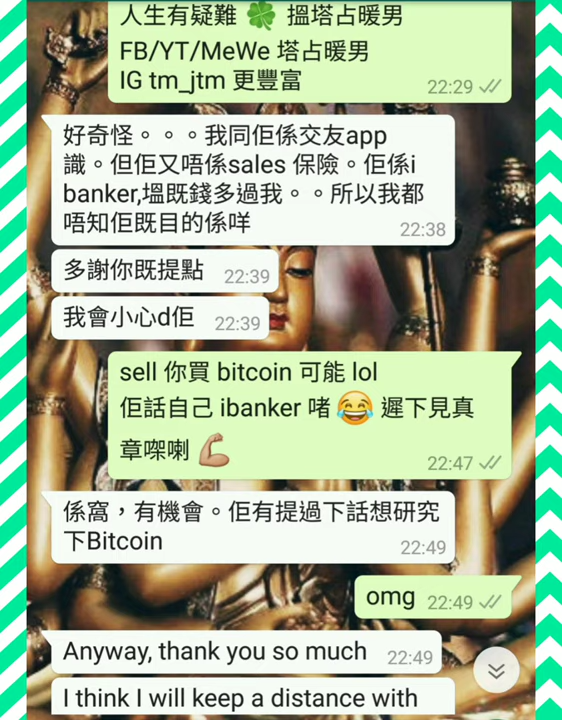 人生有疑難 🍀 搵塔占暖男
FB/YT/MeWe 塔占暖男
IG tm_jtm 更豐富
22:29
好奇怪。。。我同佢係交友app
識。但佢又唔係sales 保險。佢係i
banker,塭既錢多過我。。所以我都
唔知佢既目的係咩
22:38
多謝你既提點 22:39
我會小心d佢 22:39
sell 你買 bitcoin 可能 lol
佢話自己 ibanker 啫 😂 遲下見真
章㗎喇 💪🏼
22:47
係窩，有機會。佢有提過下話想研究
下Bitcoin
22:49
omg 22:49
Anyway, thank you so much 22:49
I think I will keep a distance with